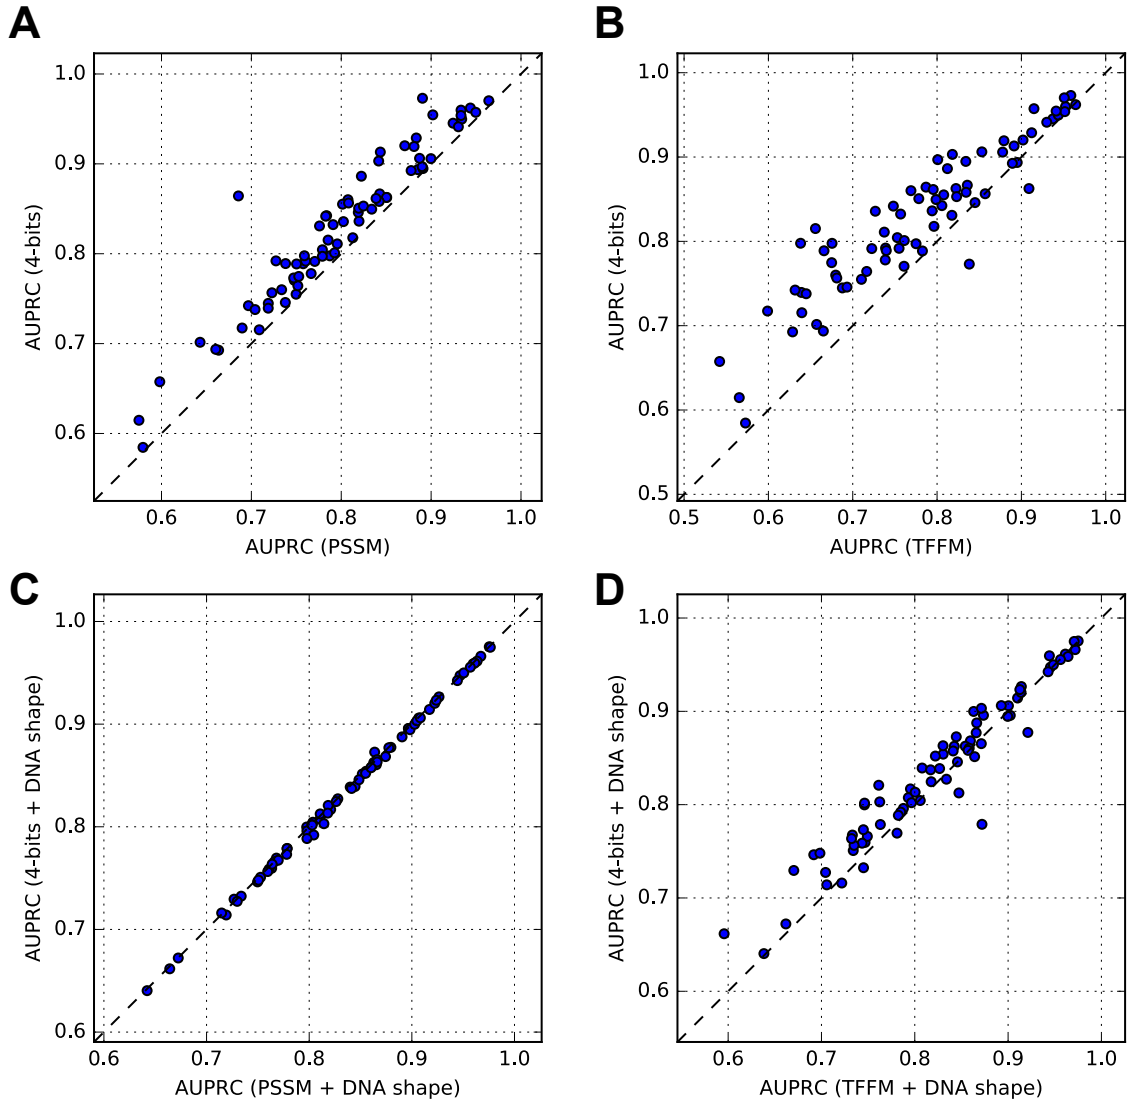 A
B
1.0
0.9
0.8
0.7
0.6
AUPRC (4-bits)
0.6 0.7 0.8 0.9 1.0
AUPRC (PSSM)
1.0
0.9
0.8
0.7
0.6
0.5
AUPRC (4-bits)
0.5 0.6 0.7 0.8 0.9 1.0
AUPRC (TFFM)
C
D
1.0
0.9
0.8
0.7
0.6
AUPRC (4-bits + DNA shape)
0.6 0.7 0.8 0.9 1.0
AUPRC (PSSM + DNA shape)
1.0
0.9
0.8
0.7
0.6
AUPRC (4-bits + DNA shape)
0.6 0.7 0.8 0.9 1.0
AUPRC (TFFM + DNA shape)